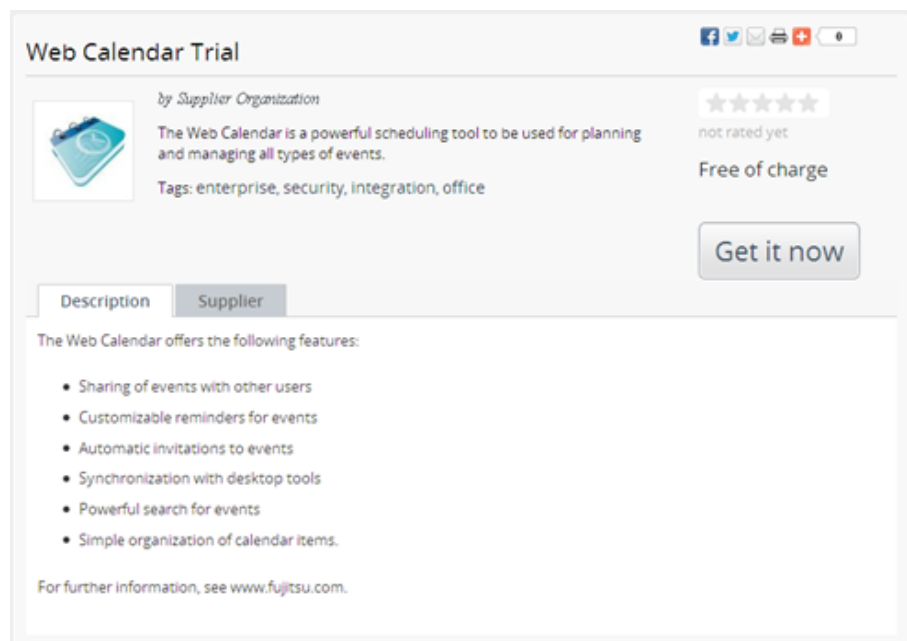 Web Calendar Trial
0
by Supplier Organization
The Web Calendar is a powerful scheduling tool to be used for planning
and managing all types of events.
Tags: enterprise, security, integration, office
not rated yet
Free of charge
Get it now
Description
Supplier
The Web Calendar offers the following features:
• Sharing of events with other users
• Customizable reminders for events
• Automatic invitations to events
• Synchronization with desktop tools
• Powerful search for events
• Simple organization of calendar items.
For further information, see www.fujitsu.com.